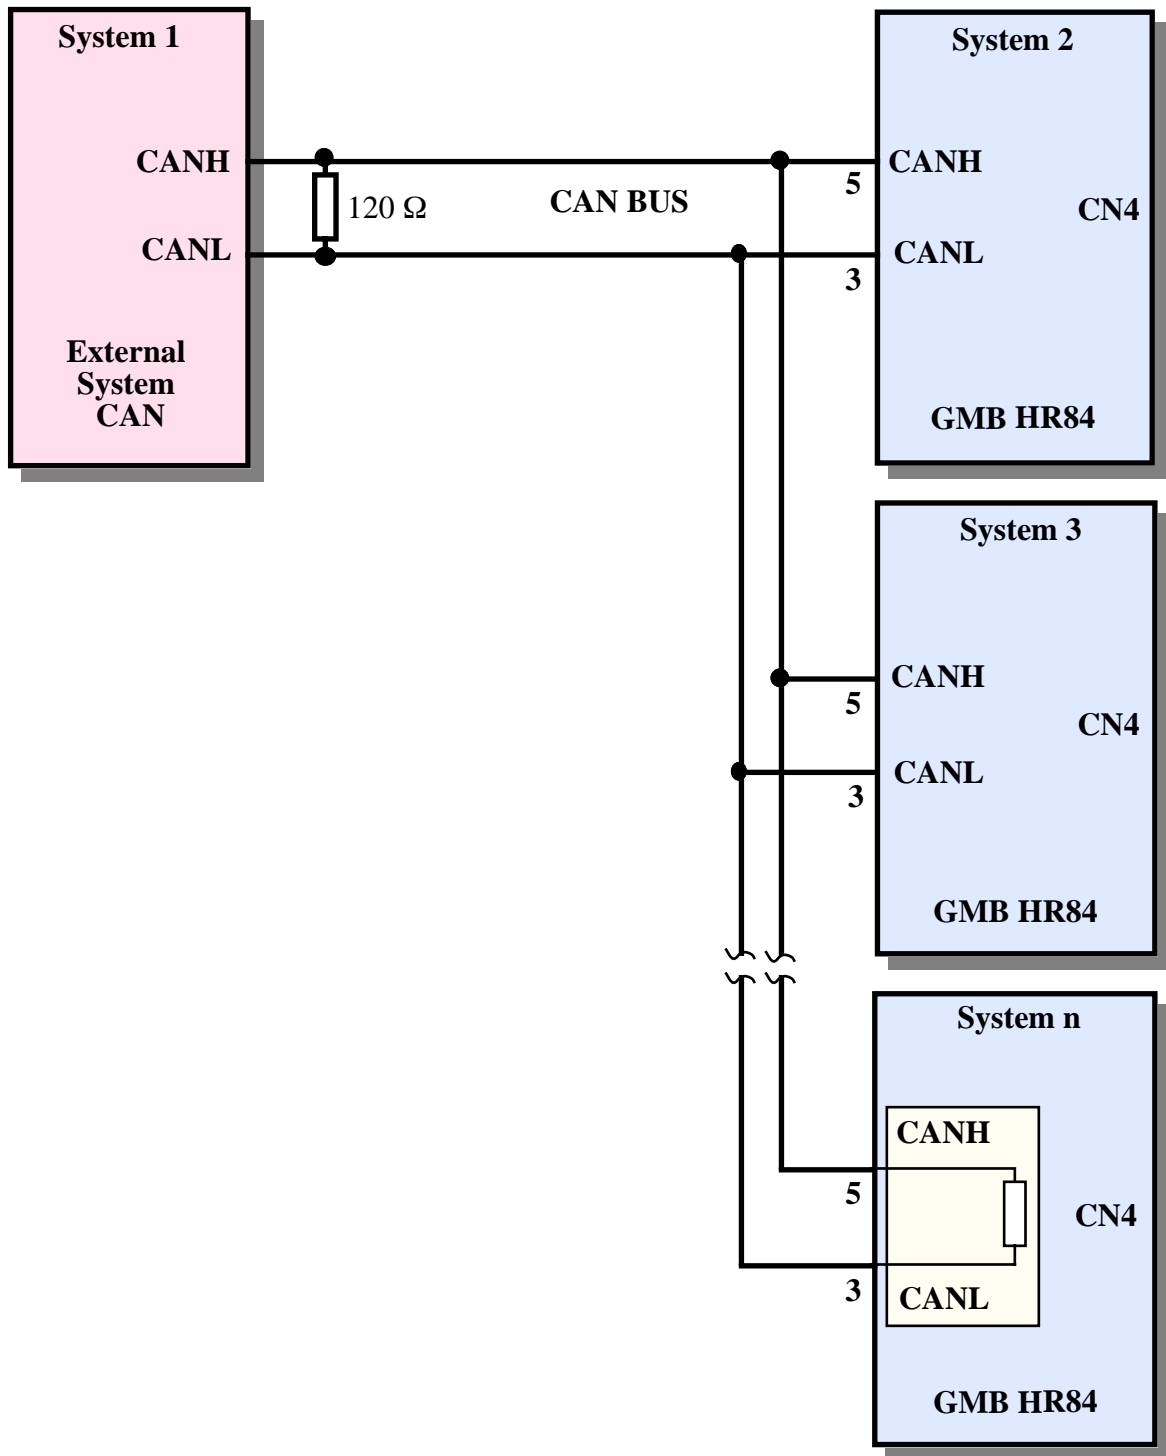 System 1
CANH
CANL
External
System
CAN
120 Ω
CAN BUS
System 2
5
CANH
CN4
3
CANL
GMB HR84
System 3
5
CANH
CN4
3
CANL
GMB HR84
System n
CANH
5
CN4
3
CANL
GMB HR84